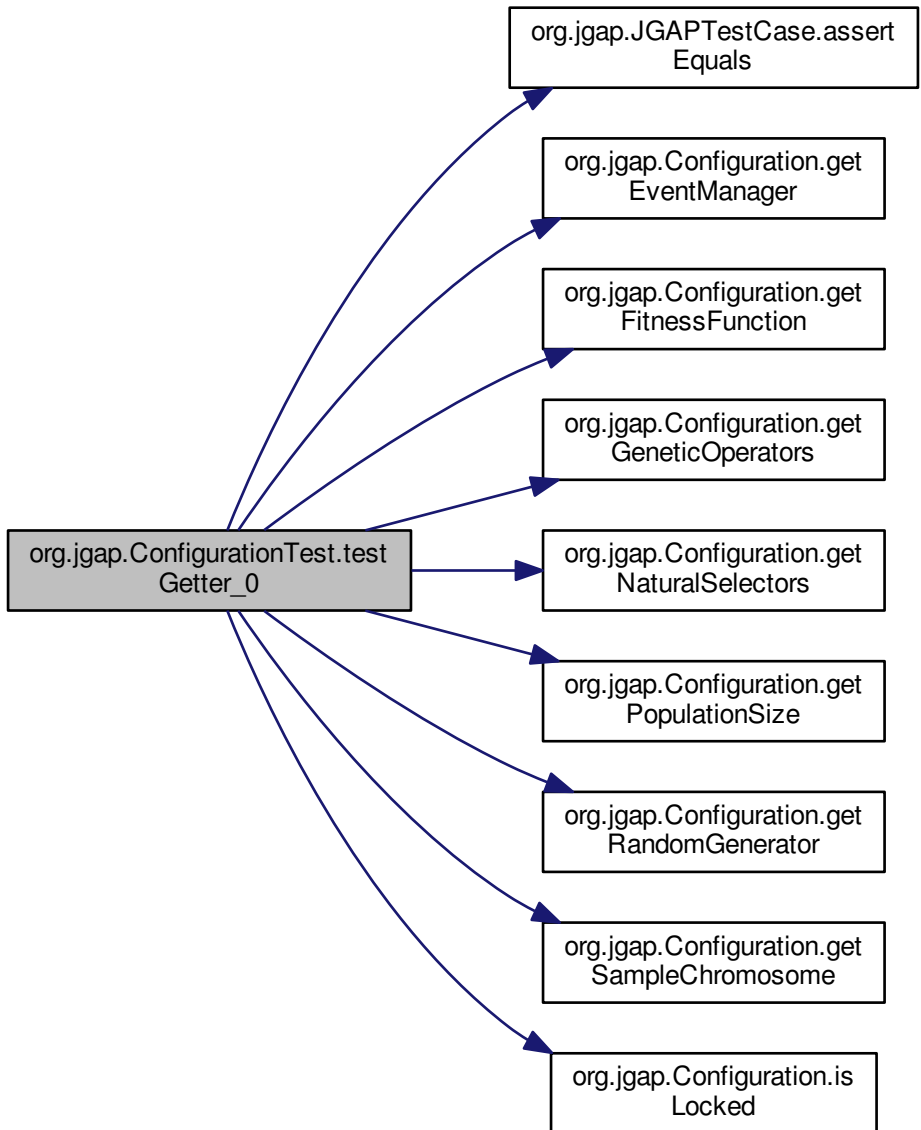 org.jgap.JGAPTestCase.assert
Equals
org.jgap.Configuration.get
EventManager
org.jgap.Configuration.get
FitnessFunction
org.jgap.Configuration.get
GeneticOperators
org.jgap.ConfigurationTest.test
Getter_0
org.jgap.Configuration.get
NaturalSelectors
org.jgap.Configuration.get
PopulationSize
org.jgap.Configuration.get
RandomGenerator
org.jgap.Configuration.get
SampleChromosome
org.jgap.Configuration.is
Locked